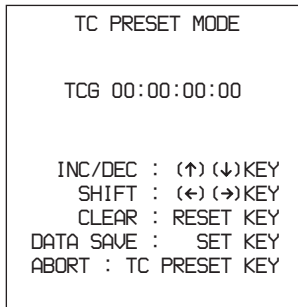 TC PRESET MODE
TCG 00:00:00:00
INC/DEC : (↑)(↓)KEY
SHIFT : (←)(→)KEY
CLEAR : RESET KEY
DATA SAVE : SET KEY
ABORT : TC PRESET KEY